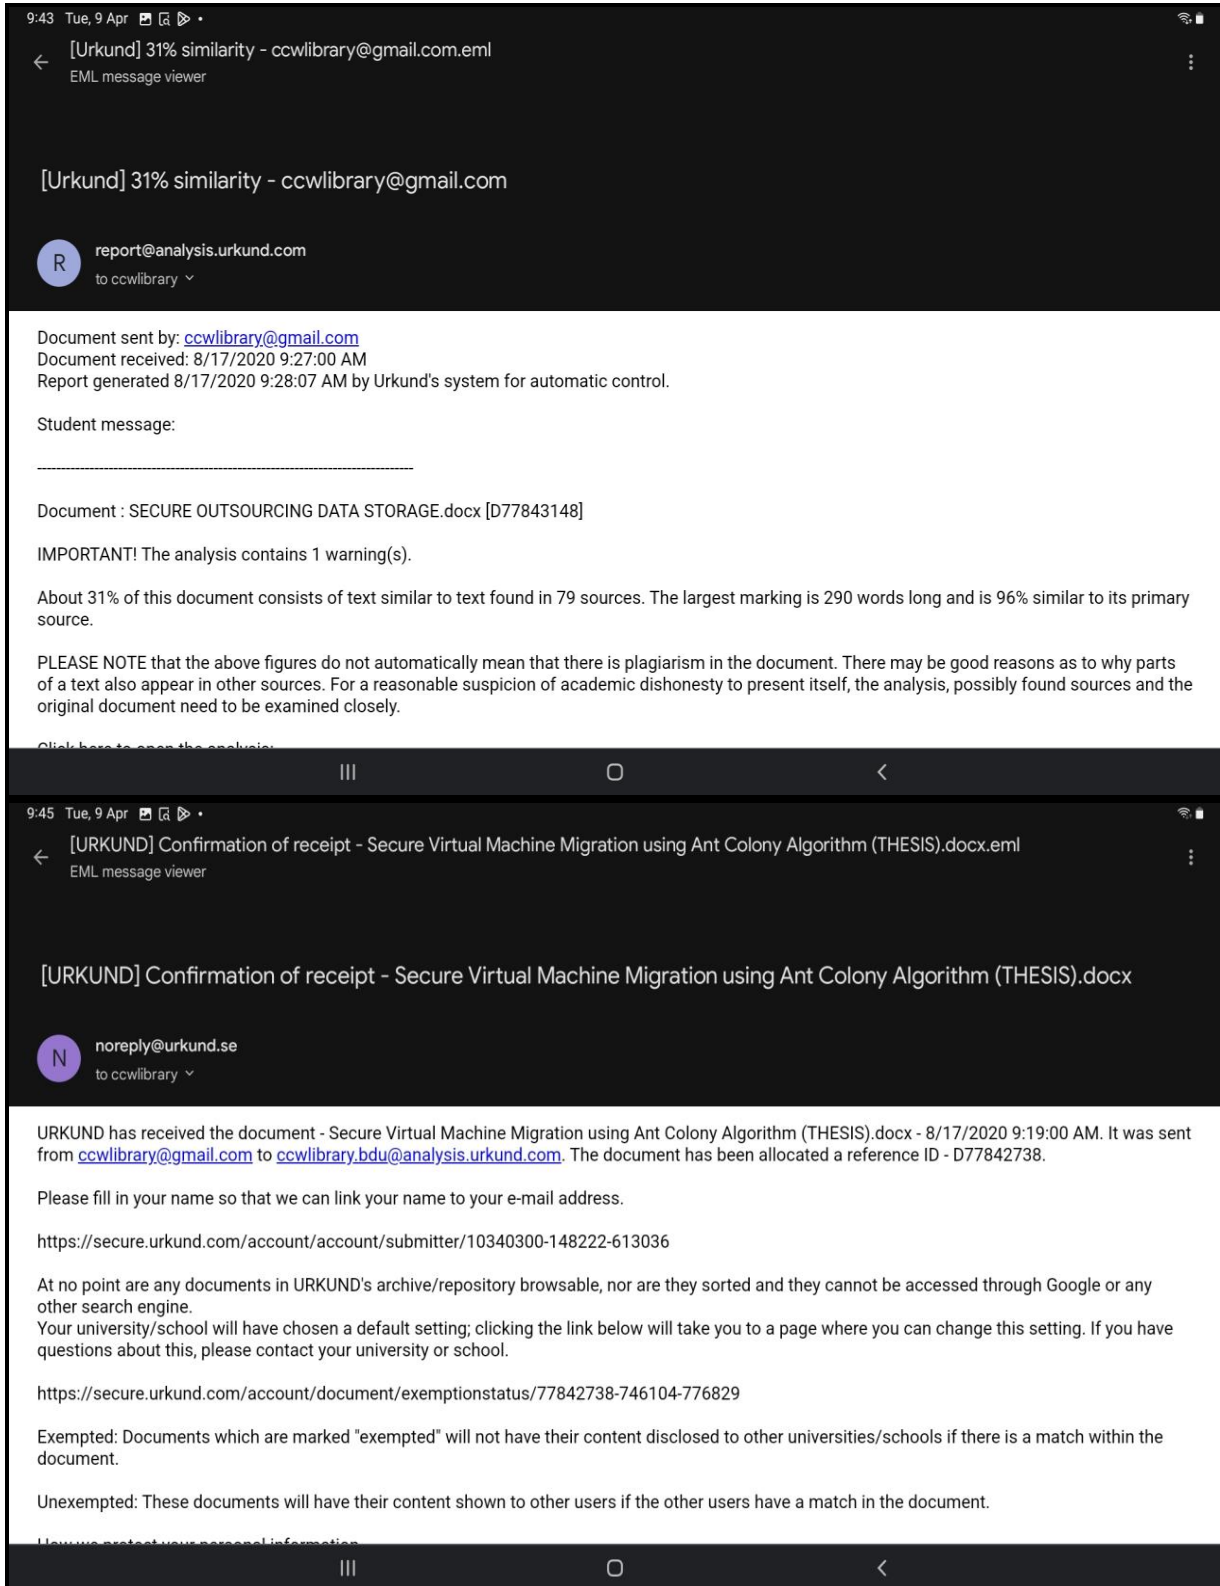 9:43 Tue, 9 Apr
[Urkund] 31% similarity - ccwlibrary@gmail.com.eml
EML message viewer
[Urkund] 31% similarity - ccwlibrary@gmail.com
R
report@analysis.urkund.com
to ccwlibrary
Document sent by: ccwlibrary@gmail.com
Document received: 8/17/2020 9:27:00 AM
Report generated 8/17/2020 9:28:07 AM by Urkund's system for automatic control.
Student message:
-------------------------------------------------------------------------------
Document : SECURE OUTSOURCING DATA STORAGE.docx [D77843148]
IMPORTANT! The analysis contains 1 warning(s).
About 31% of this document consists of text similar to text found in 79 sources. The largest marking is 290 words long and is 96% similar to its primary
source.
PLEASE NOTE that the above figures do not automatically mean that there is plagiarism in the document. There may be good reasons as to why parts
of a text also appear in other sources. For a reasonable suspicion of academic dishonesty to present itself, the analysis, possibly found sources and the
original document need to be examined closely.
Click here to open the analysis:
9:45 Tue, 9 Apr
[URKUND] Confirmation of receipt - Secure Virtual Machine Migration using Ant Colony Algorithm (THESIS).docx.eml
EML message viewer
[URKUND] Confirmation of receipt - Secure Virtual Machine Migration using Ant Colony Algorithm (THESIS).docx
N
noreply@urkund.se
to ccwlibrary
URKUND has received the document - Secure Virtual Machine Migration using Ant Colony Algorithm (THESIS).docx - 8/17/2020 9:19:00 AM. It was sent
from ccwlibrary@gmail.com to ccwlibrary.bdu@analysis.urkund.com. The document has been allocated a reference ID - D77842738.
Please fill in your name so that we can link your name to your e-mail address.
https://secure.urkund.com/account/account/submitter/10340300-148222-613036
At no point are any documents in URKUND's archive/repository browsable, nor are they sorted and they cannot be accessed through Google or any
other search engine.
Your university/school will have chosen a default setting; clicking the link below will take you to a page where you can change this setting. If you have
questions about this, please contact your university or school.
https://secure.urkund.com/account/document/exemptionstatus/77842738-746104-776829
Exempted: Documents which are marked "exempted" will not have their content disclosed to other universities/schools if there is a match within the
document.
Unexempted: These documents will have their content shown to other users if the other users have a match in the document.
How we protect your personal information